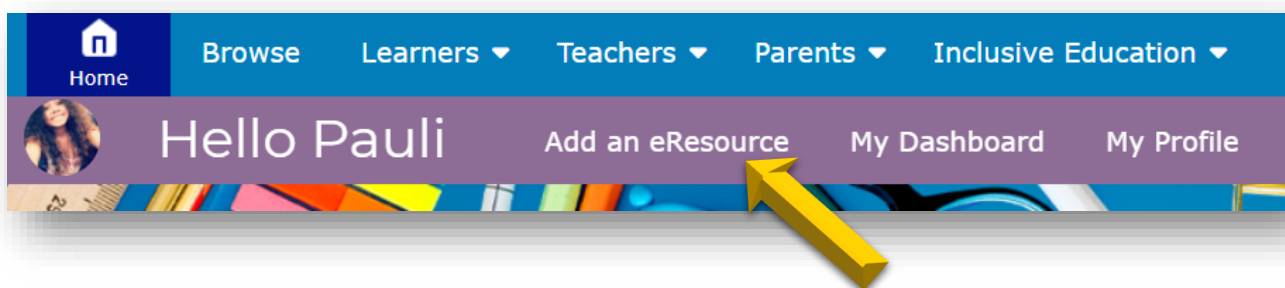 Home Browse Learners Teachers Parents Inclusive Education
Hello Pauli Add an eResource My Dashboard My Profile